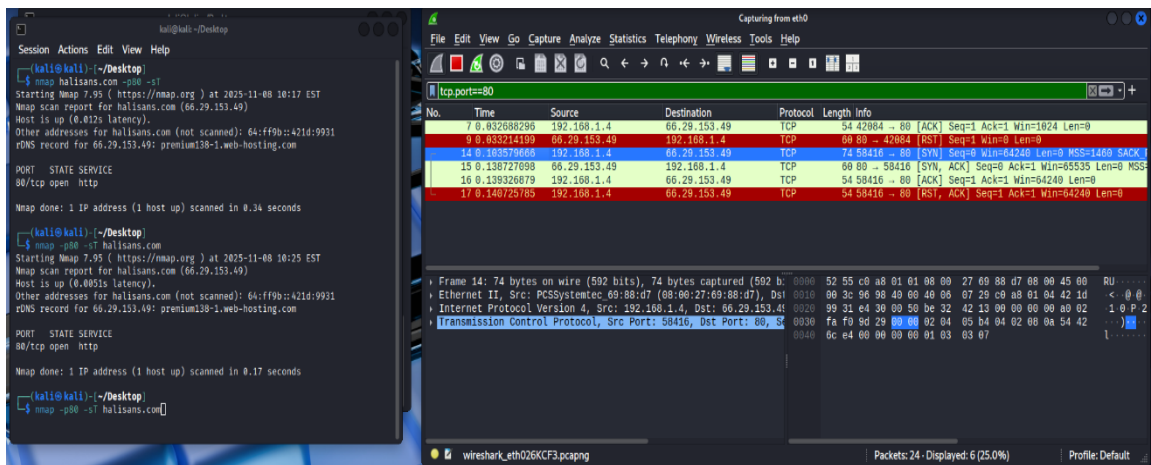 kali@kali: ~/Desktop
Session Actions Edit View Help
(kali㉿kali)-[~/Desktop]
$ nmap halisans.com -p80 -sT
Starting Nmap 7.95 ( https://nmap.org ) at 2025-11-08 10:17 EST
Nmap scan report for halisans.com (66.29.153.49)
Host is up (0.012s latency).
Other addresses for halisans.com (not scanned): 64:ff9b::421d:9931
rDNS record for 66.29.153.49: premium138-1.web-hosting.com
PORT STATE SERVICE
80/tcp open http
Nmap done: 1 IP address (1 host up) scanned in 0.34 seconds
(kali㉿kali)-[~/Desktop]
$ nmap -p80 -sT halisans.com
Starting Nmap 7.95 ( https://nmap.org ) at 2025-11-08 10:25 EST
Nmap scan report for halisans.com (66.29.153.49)
Host is up (0.0051s latency).
Other addresses for halisans.com (not scanned): 64:ff9b::421d:9931
rDNS record for 66.29.153.49: premium138-1.web-hosting.com
PORT STATE SERVICE
80/tcp open http
Nmap done: 1 IP address (1 host up) scanned in 0.17 seconds
(kali㉿kali)-[~/Desktop]
$ nmap -p80 -sT halisans.com
Capturing from eth0
File Edit View Go Capture Analyze Statistics Telephony Wireless Tools Help
tcp.port==80
No. Time Source Destination Protocol Length Info
7 0.032688296 192.168.1.4 66.29.153.49 TCP 54 42084 → 80 [ACK] Seq=1 Ack=1 Win=1024 Len=0
9 0.033214199 66.29.153.49 192.168.1.4 TCP 60 80 → 42084 [RST] Seq=1 Win=0 Len=0
14 0.103579666 192.168.1.4 66.29.153.49 TCP 74 58416 → 80 [SYN] Seq=0 Win=64240 Len=0 MSS=1460 SACK_
15 0.138727098 66.29.153.49 192.168.1.4 TCP 60 80 → 58416 [SYN, ACK] Seq=0 Ack=1 Win=65535 Len=0 MSS=
16 0.139326879 192.168.1.4 66.29.153.49 TCP 54 58416 → 80 [ACK] Seq=1 Ack=1 Win=64240 Len=0
17 0.140725785 192.168.1.4 66.29.153.49 TCP 54 58416 → 80 [RST, ACK] Seq=1 Ack=1 Win=64240 Len=0
Frame 14: 74 bytes on wire (592 bits), 74 bytes captured (592 b
Ethernet II, Src: PCSSystemtec_69:88:d7 (08:00:27:69:88:d7), Dst
Internet Protocol Version 4, Src: 192.168.1.4, Dst: 66.29.153.49
Transmission Control Protocol, Src Port: 58416, Dst Port: 80, Se
0000 52 55 c0 a8 01 01 08 00 27 69 88 d7 08 00 45 00 RU······
0010 00 3c 96 98 40 00 40 06 07 29 c0 a8 01 04 42 1d ·<··@·@·
0020 99 31 e4 30 00 50 be 32 42 13 00 00 00 00 a0 02 ·1·0·P·2
0030 fa f0 9d 29 00 00 02 04 05 b4 04 02 08 0a 54 42 ···)····
0040 6c e4 00 00 00 00 01 03 03 07 l·······
wireshark_eth026KCF3.pcapng
Packets: 24 · Displayed: 6 (25.0%)
Profile: Default